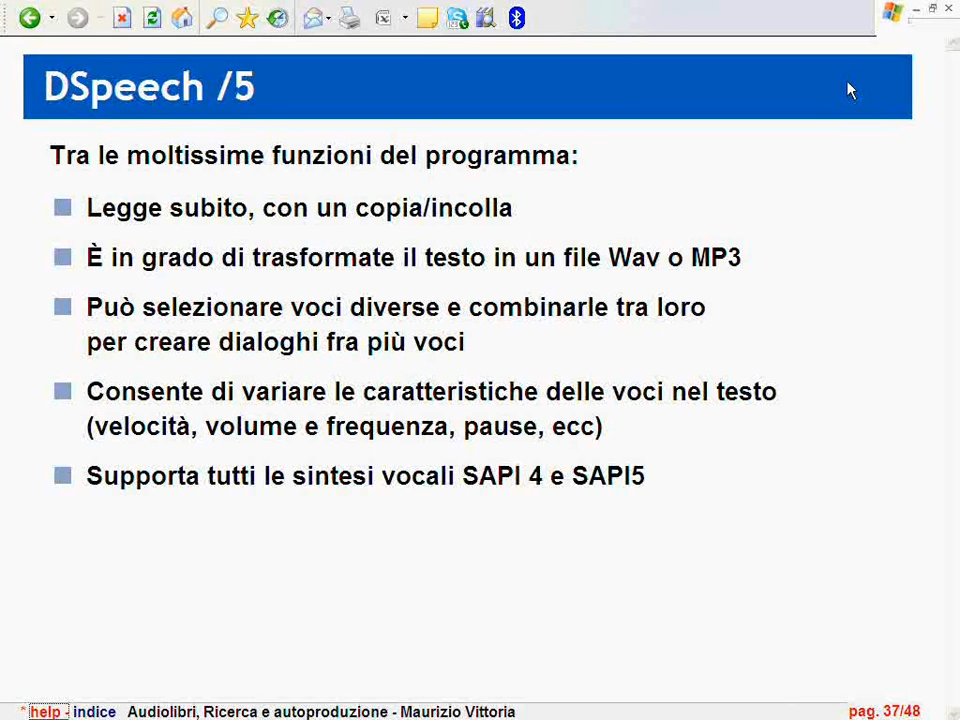 DSpeech /5
Tra le moltissime funzioni del programma:
Legge subito, con un copia/incolla
È in grado di trasformate il testo in un file Wav o MP3
Può selezionare voci diverse e combinarle tra loro
per creare dialoghi fra più voci
Consente di variare le caratteristiche delle voci nel testo
(velocità, volume e frequenza, pause, ecc)
Supporta tutti le sintesi vocali SAPI 4 e SAPI5
* help - indice Audiolibri, Ricerca e autoproduzione - Maurizio Vittoria pag. 37/48